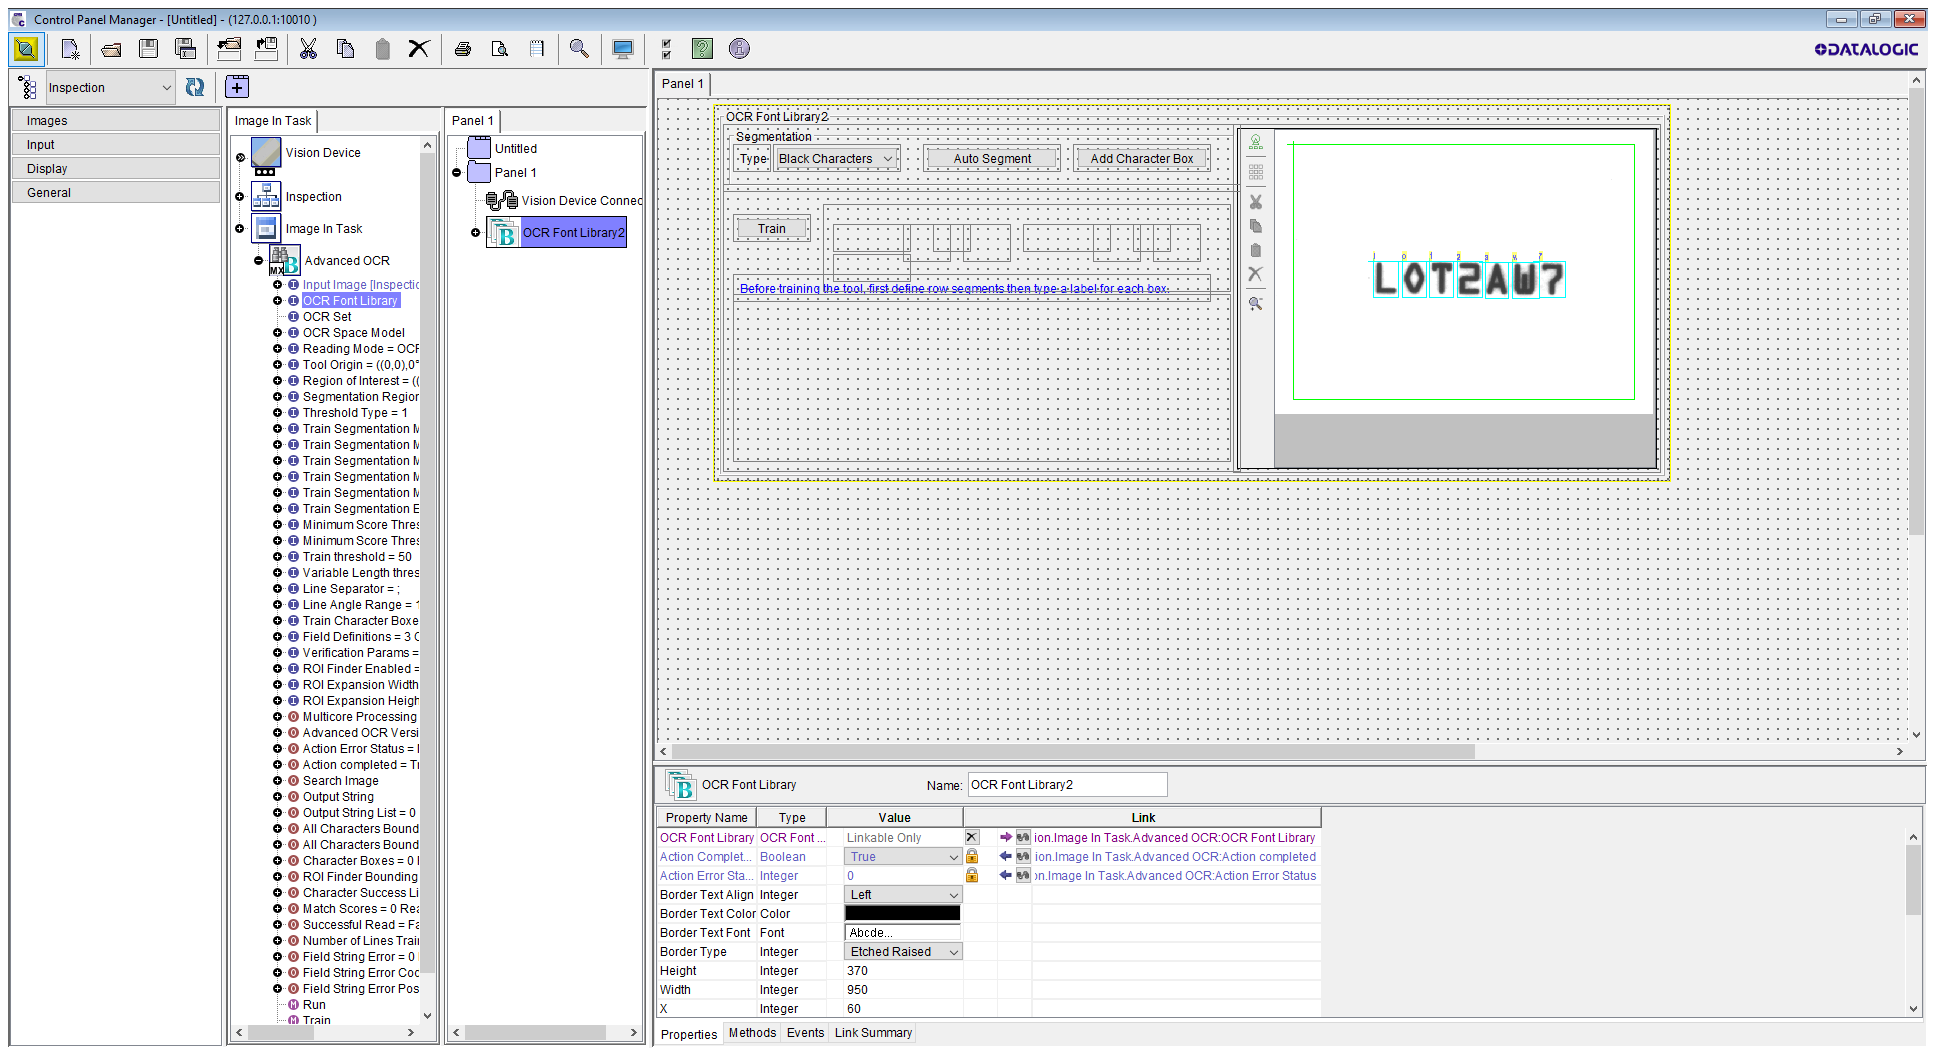 Control Panel Manager - [Untitled] - (127.0.0.1:10010 )
DATALOGIC
Inspection
Images
Input
Display
General
Image In Task
Vision Device
Inspection
Image In Task
Advanced OCR
Input Image [Inspectic
OCR Font Library
OCR Set
OCR Space Model
Reading Mode = OCF
Tool Origin = ((0,0),0°
Region of Interest = ((
Segmentation Region
Threshold Type = 1
Train Segmentation M
Train Segmentation M
Train Segmentation M
Train Segmentation M
Train Segmentation M
Train Segmentation E
Minimum Score Thres
Minimum Score Thres
Train threshold = 50
Variable Length thres
Line Separator = ;
Line Angle Range = 1
Train Character Boxe
Field Definitions = 3 C
Verification Params =
ROI Finder Enabled =
ROI Expansion Width
ROI Expansion Heigh
Multicore Processing
Advanced OCR Versi
Action Error Status = I
Action completed = Tr
Search Image
Output String
Output String List = 0
All Characters Bound
All Characters Bound
Character Boxes = 0 I
ROI Finder Bounding
Character Success Li
Match Scores = 0 Rea
Successful Read = Fa
Number of Lines Trai
Field String Error = 0
Field String Error Coc
Field String Error Pos
Run
Train
Panel 1
Untitled
Panel 1
Vision Device Connec
OCR Font Library2
Panel 1
OCR Font Library2
Segmentation
Type Black Characters Auto Segment Add Character Box
Train
Before training the tool, first define row segments then type a label for each box.
LOT2AW7
OCR Font Library Name: OCR Font Library2
Property Name Type Value Link
OCR Font Library OCR Font ... Linkable Only ion.Image In Task.Advanced OCR:OCR Font Library
Action Complet... Boolean True ion.Image In Task.Advanced OCR:Action completed
Action Error Sta... Integer 0 on.Image In Task.Advanced OCR:Action Error Status
Border Text Align Integer Left
Border Text Color Color
Border Text Font Font Abcde...
Border Type Integer Etched Raised
Height Integer 370
Width Integer 950
X Integer 60
Properties Methods Events Link Summary